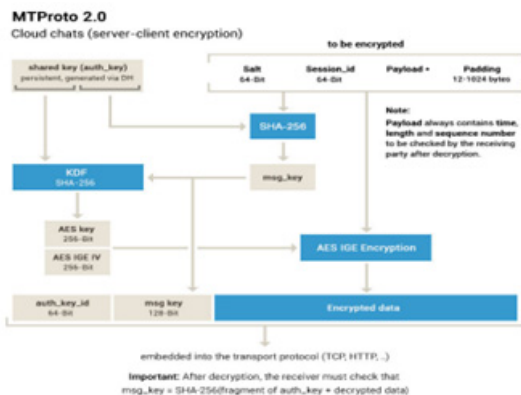 MTProto 2.0
Cloud chats (server-client encryption)
to be encrypted
shared key (auth_key)
persistent, generated via DH
Salt
64-Bit
Session_id
64-Bit
Payload •
Padding
12-1024 bytes
SHA-256
Note:
Payload always contains time,
length and sequence number
to be checked by the receiving
party after decryption.
KDF
SHA-256
msg_key
AES key
256-Bit
AES IGE IV
256-Bit
AES IGE Encryption
auth_key_id
64-Bit
msg key
128-Bit
Encrypted data
embedded into the transport protocol (TCP, HTTP, ..)
Important: After decryption, the receiver must check that
msg_key = SHA-256(fragment of auth_key + decrypted data)